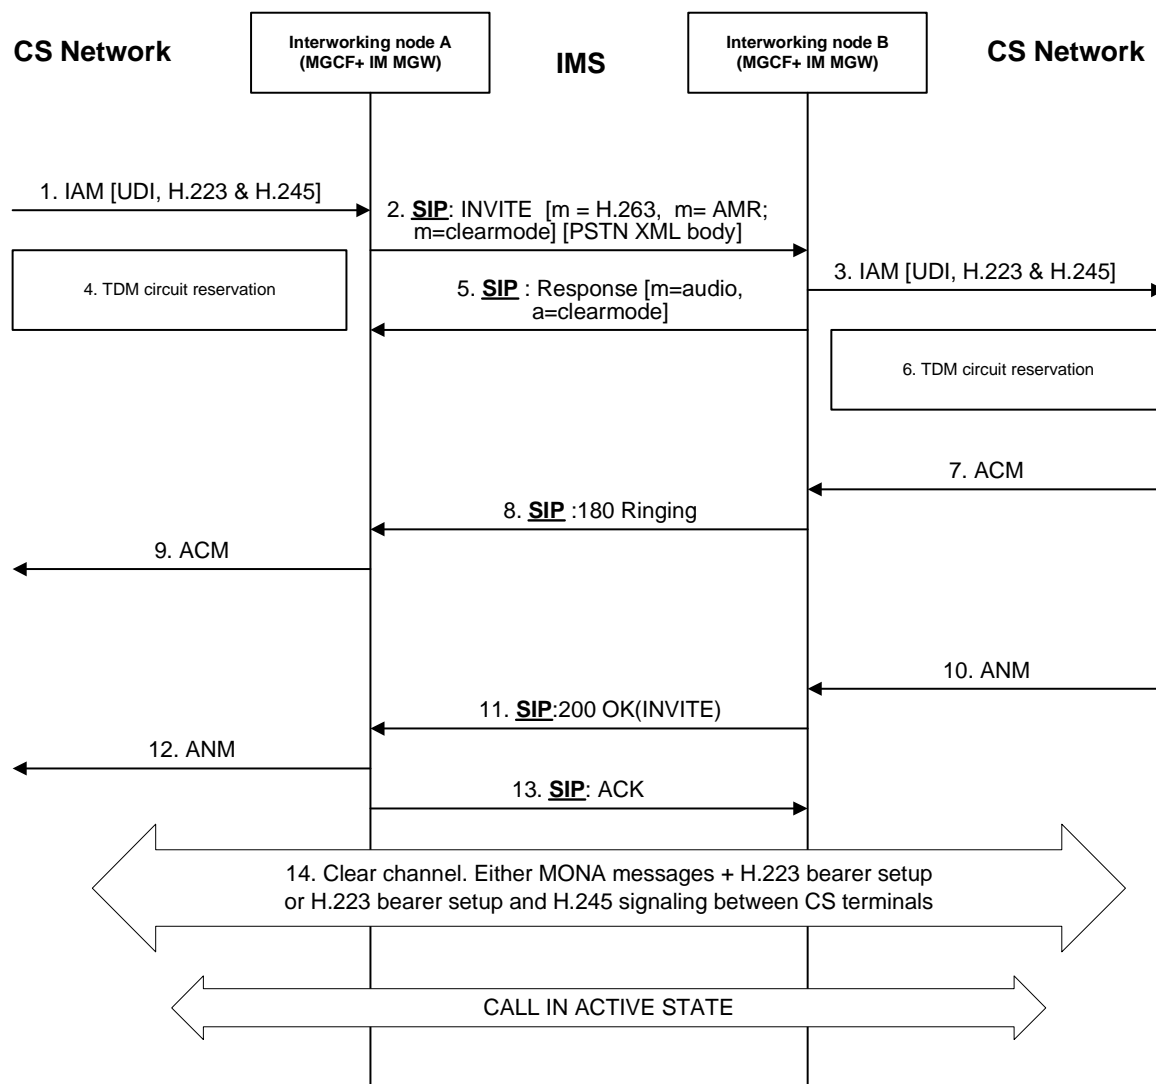 CS Network
Interworking node A
(MGCF+ IM MGW)
IMS
Interworking node B
(MGCF+ IM MGW)
CS Network
1. IAM [UDI, H.223 & H.245]
2. SIP: INVITE [m = H.263, m= AMR;
m=clearmode] [PSTN XML body]
3. IAM [UDI, H.223 & H.245]
4. TDM circuit reservation
5. SIP : Response [m=audio,
a=clearmode]
6. TDM circuit reservation
7. ACM
8. SIP :180 Ringing
9. ACM
10. ANM
11. SIP:200 OK(INVITE)
12. ANM
13. SIP: ACK
14. Clear channel. Either MONA messages + H.223 bearer setup
or H.223 bearer setup and H.245 signaling between CS terminals
CALL IN ACTIVE STATE